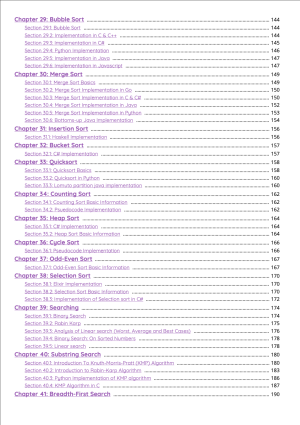 Chapter 29: Bubble Sort 144
Section 29.1: Bubble Sort 144
Section 29.2: Implementation in C & C++ 144
Section 29.3: Implementation in C# 145
Section 29.4: Python Implementation 146
Section 29.5: Implementation in Java 147
Section 29.6: Implementation in Javascript 147
Chapter 30: Merge Sort 149
Section 30.1: Merge Sort Basics 149
Section 30.2: Merge Sort Implementation in Go 150
Section 30.3: Merge Sort Implementation in C & C# 150
Section 30.4: Merge Sort Implementation in Java 152
Section 30.5: Merge Sort Implementation in Python 153
Section 30.6: Bottoms-up Java Implementation 154
Chapter 31: Insertion Sort 156
Section 31.1: Haskell Implementation 156
Chapter 32: Bucket Sort 157
Section 32.1: C# Implementation 157
Chapter 33: Quicksort 158
Section 33.1: Quicksort Basics 158
Section 33.2: Quicksort in Python 160
Section 33.3: Lomuto partition java implementation 160
Chapter 34: Counting Sort 162
Section 34.1: Counting Sort Basic Information 162
Section 34.2: Psuedocode Implementation 162
Chapter 35: Heap Sort 164
Section 35.1: C# Implementation 164
Section 35.2: Heap Sort Basic Information 164
Chapter 36: Cycle Sort 166
Section 36.1: Pseudocode Implementation 166
Chapter 37: Odd-Even Sort 167
Section 37.1: Odd-Even Sort Basic Information 167
Chapter 38: Selection Sort 170
Section 38.1: Elixir Implementation 170
Section 38.2: Selection Sort Basic Information 170
Section 38.3: Implementation of Selection sort in C# 172
Chapter 39: Searching 174
Section 39.1: Binary Search 174
Section 39.2: Rabin Karp 175
Section 39.3: Analysis of Linear search (Worst, Average and Best Cases) 176
Section 39.4: Binary Search: On Sorted Numbers 178
Section 39.5: Linear search 178
Chapter 40: Substring Search 180
Section 40.1: Introduction To Knuth-Morris-Pratt (KMP) Algorithm 180
Section 40.2: Introduction to Rabin-Karp Algorithm 183
Section 40.3: Python Implementation of KMP algorithm 186
Section 40.4: KMP Algorithm in C 187
Chapter 41: Breadth-First Search 190